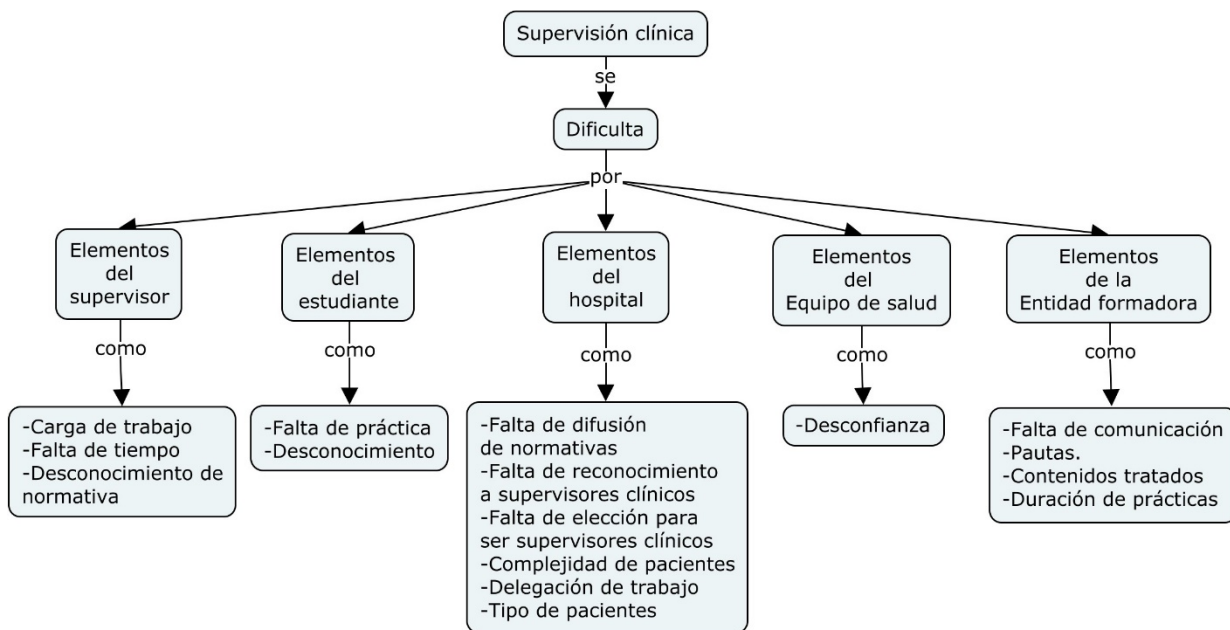 Supervisión clínica
se
Dificulta
por
Elementos
del
supervisor
como
-Carga de trabajo
-Falta de tiempo
-Desconocimiento de
normativa
Elementos
del
estudiante
como
-Falta de práctica
-Desconocimiento
Elementos
del
hospital
como
-Falta de difusión
de normativas
-Falta de reconocimiento
a supervisores clínicos
-Falta de elección para
ser supervisores clínicos
-Complejidad de pacientes
-Delegación de trabajo
-Tipo de pacientes
Elementos
del
Equipo de salud
como
-Desconfianza
Elementos
de la
Entidad formadora
como
-Falta de comunicación
-Pautas.
-Contenidos tratados
-Duración de prácticas